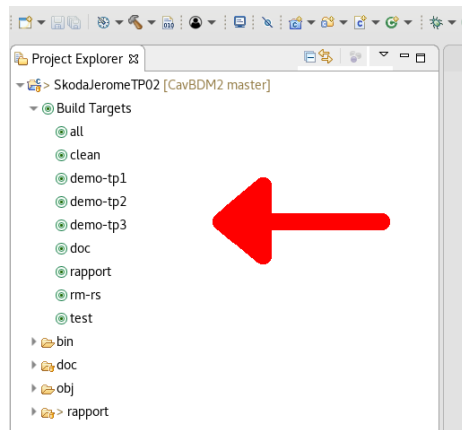 Project Explorer
> SkodaJeromeTP02 [CavBDM2 master]
Build Targets
all
clean
demo-tp1
demo-tp2
demo-tp3
doc
rapport
rm-rs
test
bin
doc
obj
> rapport